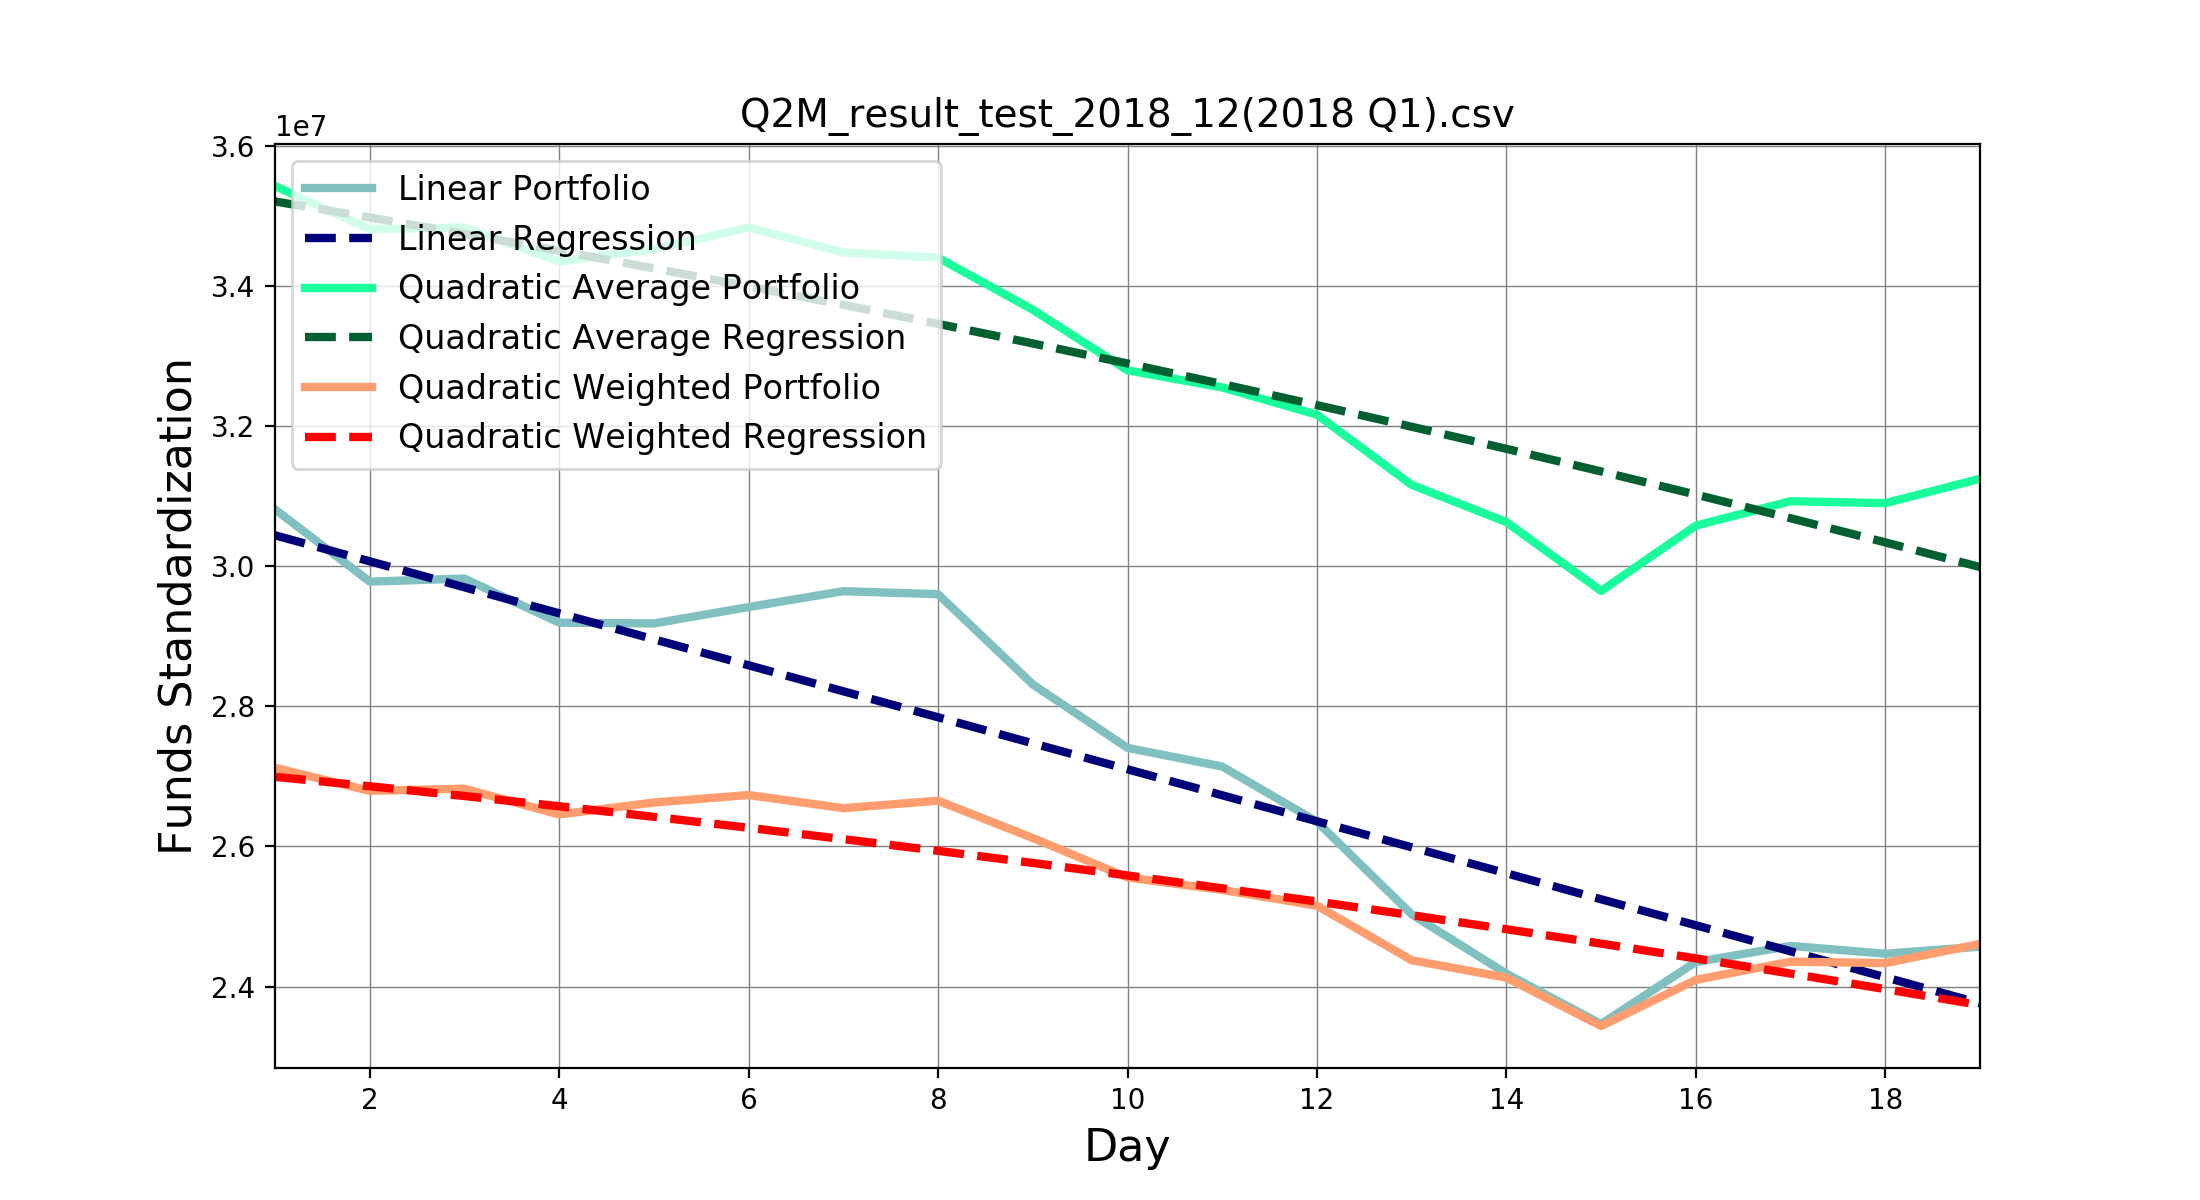 Q2M_result_test_2018_12(2018 Q1).csv
1e7
3.6
3.4
3.2
3.0
2.8
2.6
2.4
Funds Standardization
Linear Portfolio
Linear Regression
Quadratic Average Portfolio
Quadratic Average Regression
Quadratic Weighted Portfolio
Quadratic Weighted Regression
2 4 6 8 10 12 14 16 18
Day